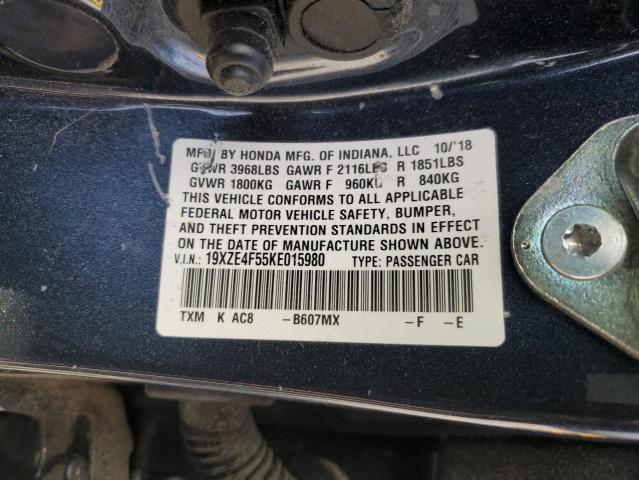 MFD BY HONDA MFG. OF INDIANA, LLC 10/'18
GVWR 3968LBS GAWR F 2116LBS R 1851LBS
GVWR 1800KG GAWR F 960KG R 840KG
THIS VEHICLE CONFORMS TO ALL APPLICABLE
FEDERAL MOTOR VEHICLE SAFETY, BUMPER,
AND THEFT PREVENTION STANDARDS IN EFFECT
ON THE DATE OF MANUFACTURE SHOWN ABOVE.
V.I.N.: 19XZE4F55KE015980 TYPE: PASSENGER CAR
TXM K AC8 -B607MX -F -E